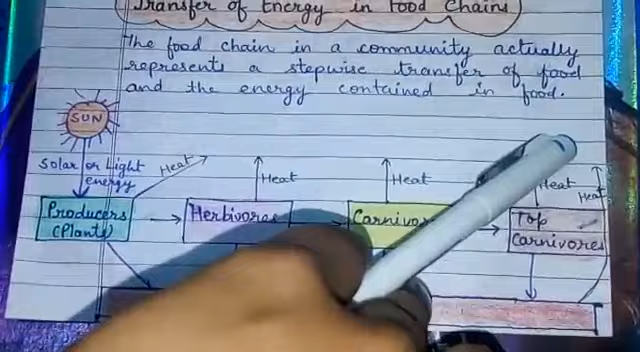 Transfer of Energy in Food Chains
The food chain in a community actually
represents a stepwise transfer of food
and the energy contained in food.
SUN
Solar or Light
energy
Heat
Heat
Heat
Heat
Heat
Producers
(Plants)
Herbivores
Top
Carnivores